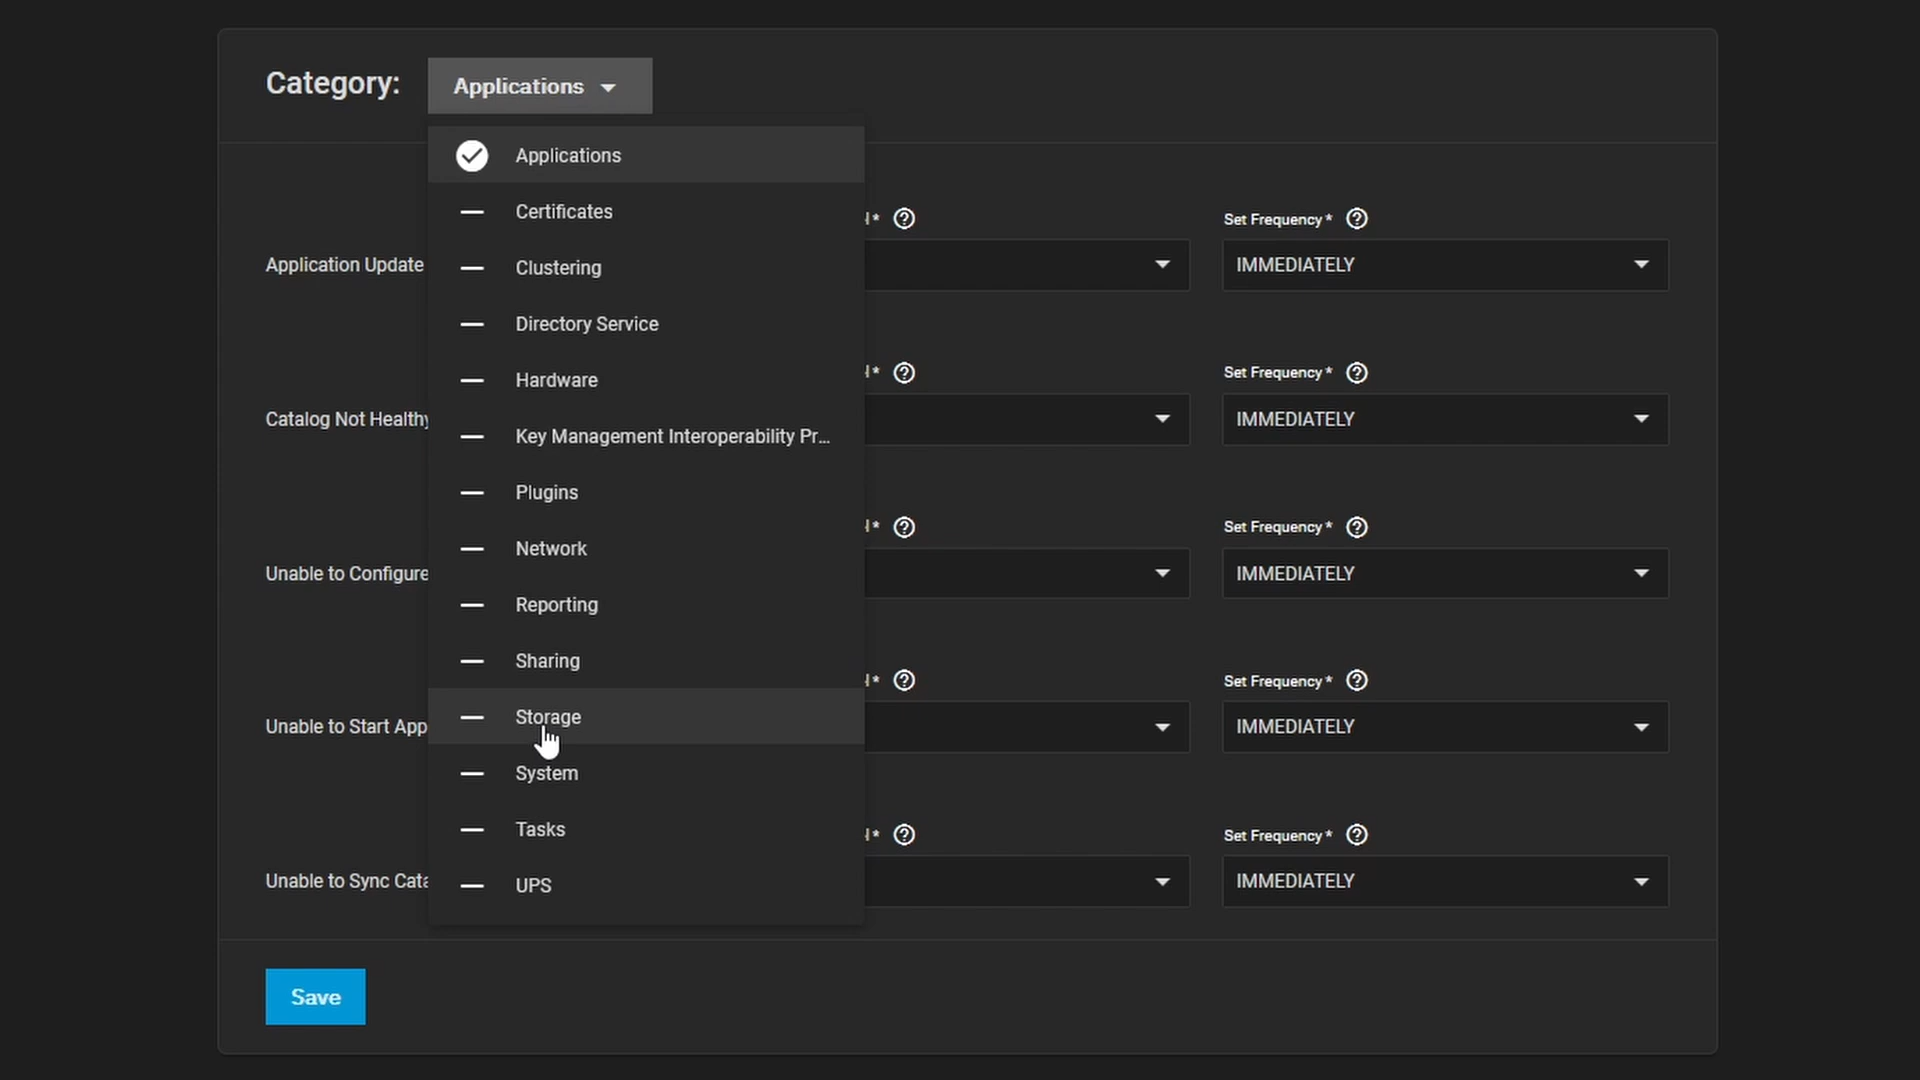 Category:
Applications
Applications
Certificates
Clustering
Directory Service
Hardware
Key Management Interoperability Pr...
Plugins
Network
Reporting
Sharing
Storage
System
Tasks
UPS
Application Update
Set Frequency *
IMMEDIATELY
Catalog Not Healthy
Set Frequency *
IMMEDIATELY
Unable to Configure
Set Frequency *
IMMEDIATELY
Unable to Start App
Set Frequency *
IMMEDIATELY
Unable to Sync
Set Frequency *
IMMEDIATELY
Save